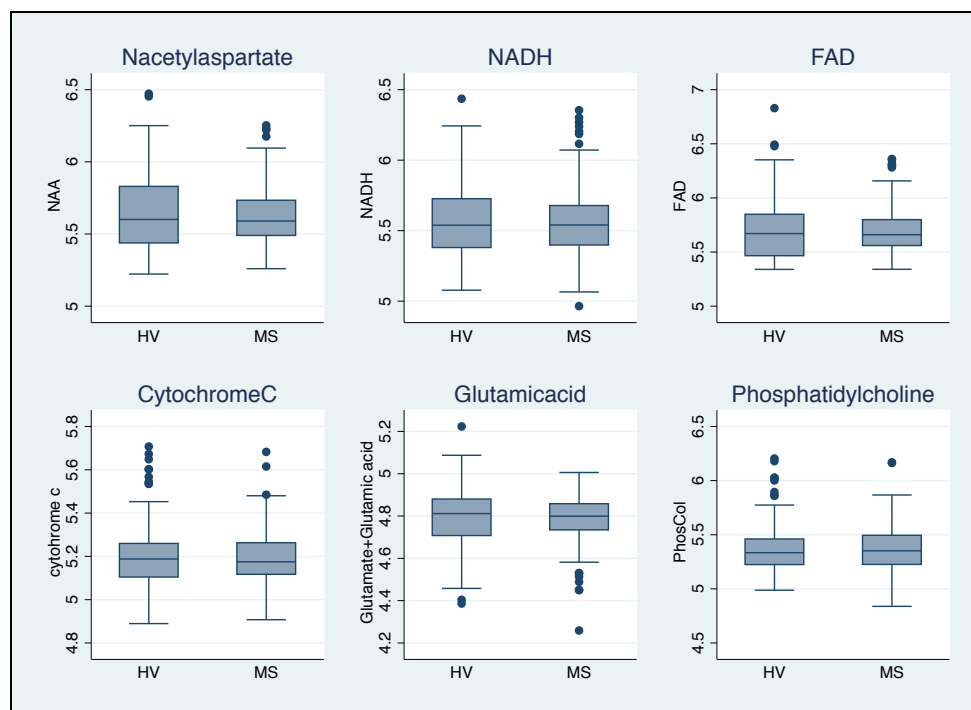 Nacetylaspartate
NAA
6.5
6
5.5
5
HV MS
NADH
NADH
6.5
6
5.5
5
HV MS
FAD
FAD
7
6.5
6
5.5
5
HV MS
CytochromeC
cytohrome c
5.8
5.6
5.4
5.2
5
4.8
HV MS
Glutamicacid
Glutamate+Glutamic acid
5.2
5
4.8
4.6
4.4
4.2
HV MS
Phosphatidylcholine
PhosCol
6.5
6
5.5
5
4.5
HV MS